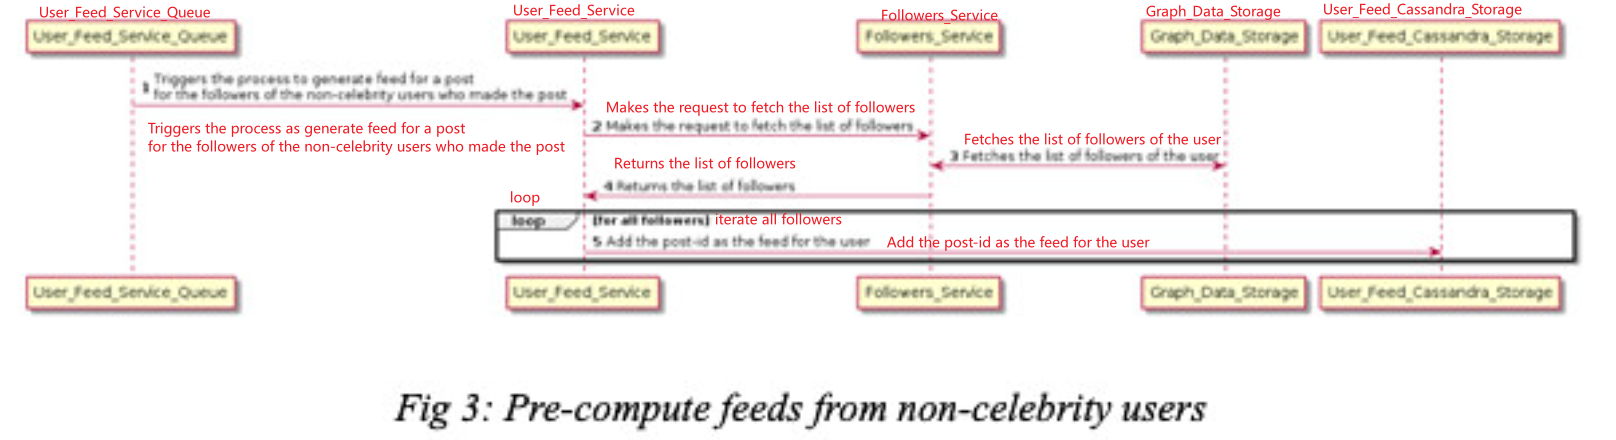 User_Feed_Service_Queue
User_Feed_Service
Followers_Service
Graph_Data_Storage
User_Feed_Cassandra_Storage
User_Feed_Service_Queue
User_Feed_Service
Followers_Service
Graph_Data_Storage
User_Feed_Cassandra_Storage
1 Triggers the process to generate feed for a post
for the followers of the non-celebrity users who made the post
Triggers the process as generate feed for a post
for the followers of the non-celebrity users who made the post
Makes the request to fetch the list of followers
2 Makes the request to fetch the list of followers
Fetches the list of followers of the user
3 Fetches the list of followers of the user
Returns the list of followers
4 Returns the list of followers
loop
loop [for all followers] iterate all followers
5 Add the post-id as the feed for the user Add the post-id as the feed for the user
User_Feed_Service_Queue
User_Feed_Service
Followers_Service
Graph_Data_Storage
User_Feed_Cassandra_Storage
Fig 3: Pre-compute feeds from non-celebrity users